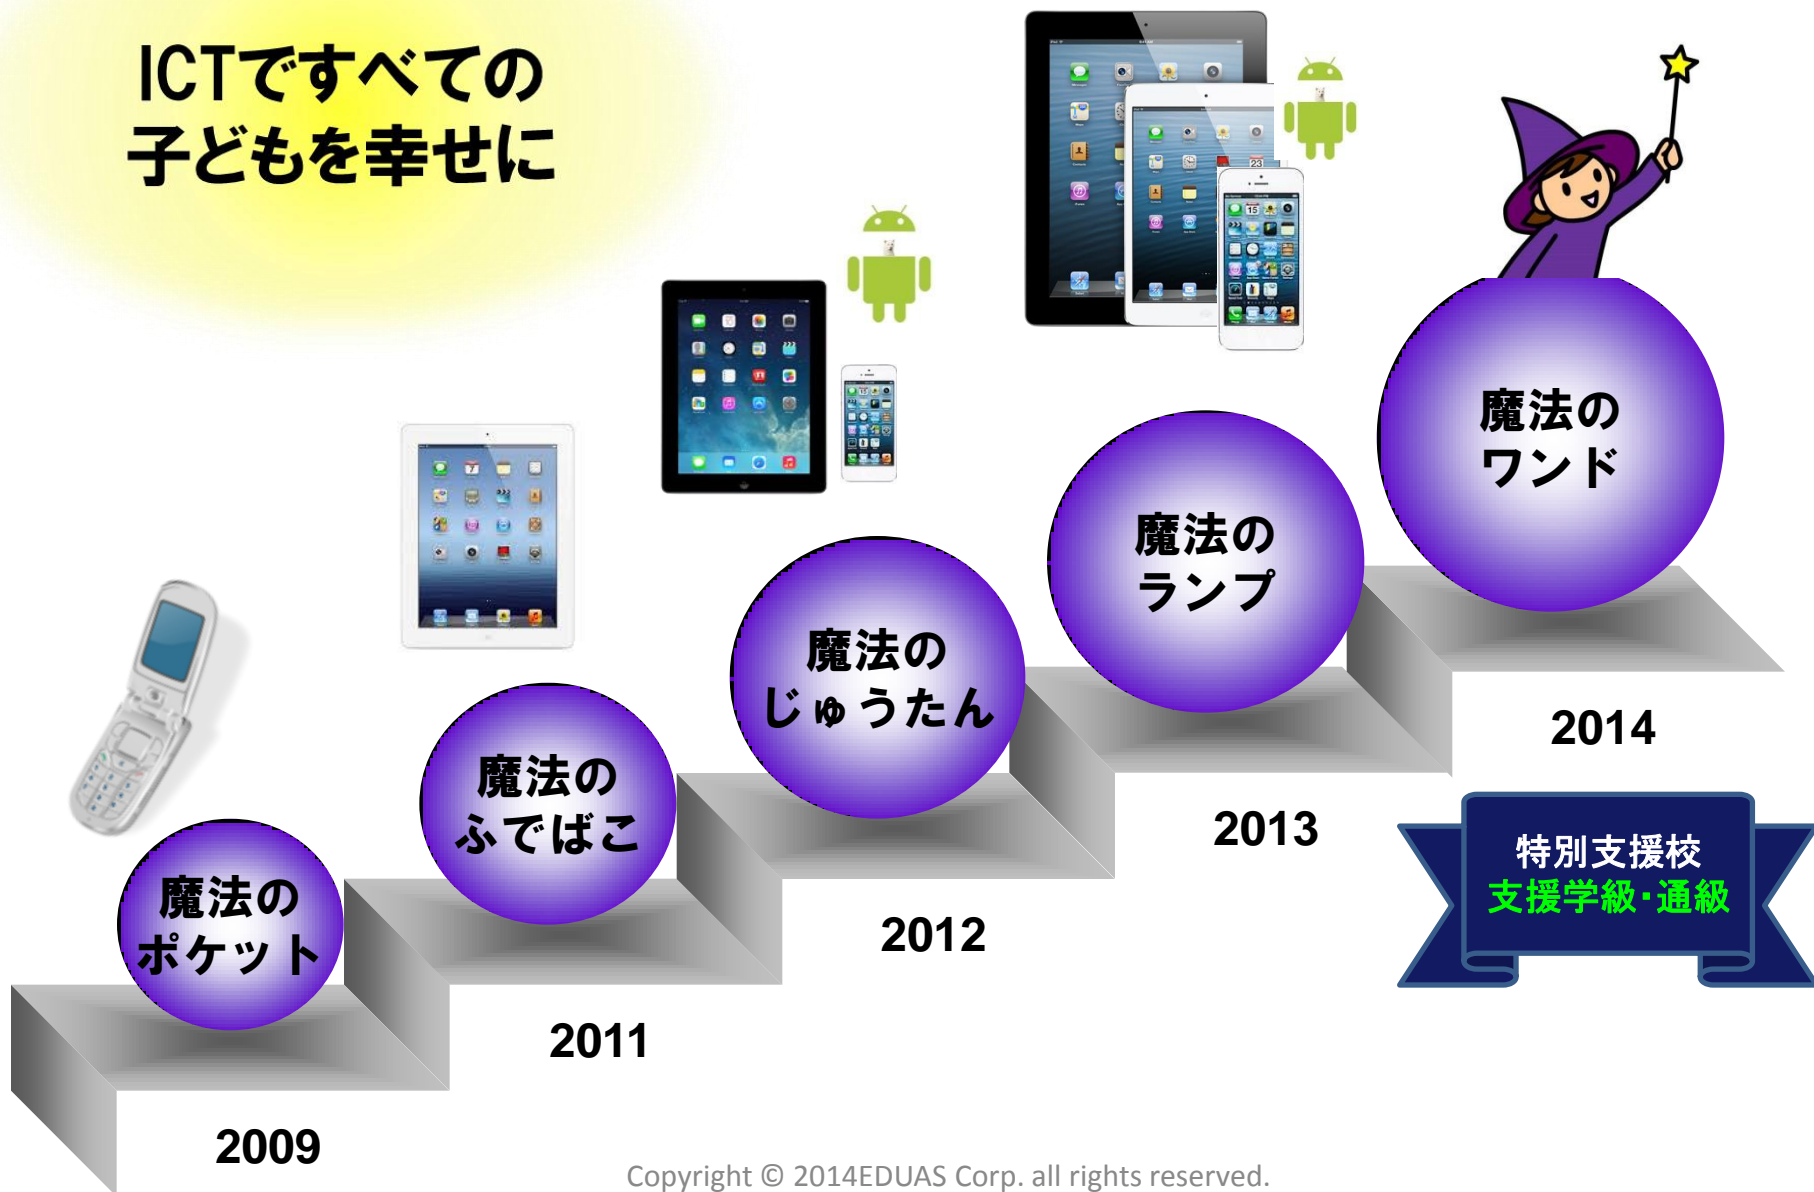 ICTですべての
子どもを幸せに
魔法の
ワンド
魔法の
ランプ
魔法の
じゅうたん
魔法の
ふでばこ
魔法の
ポケット
2014
2013
2012
2011
2009
特別支援校
支援学級・通級
Copyright © 2014EDUAS Corp. all rights reserved.